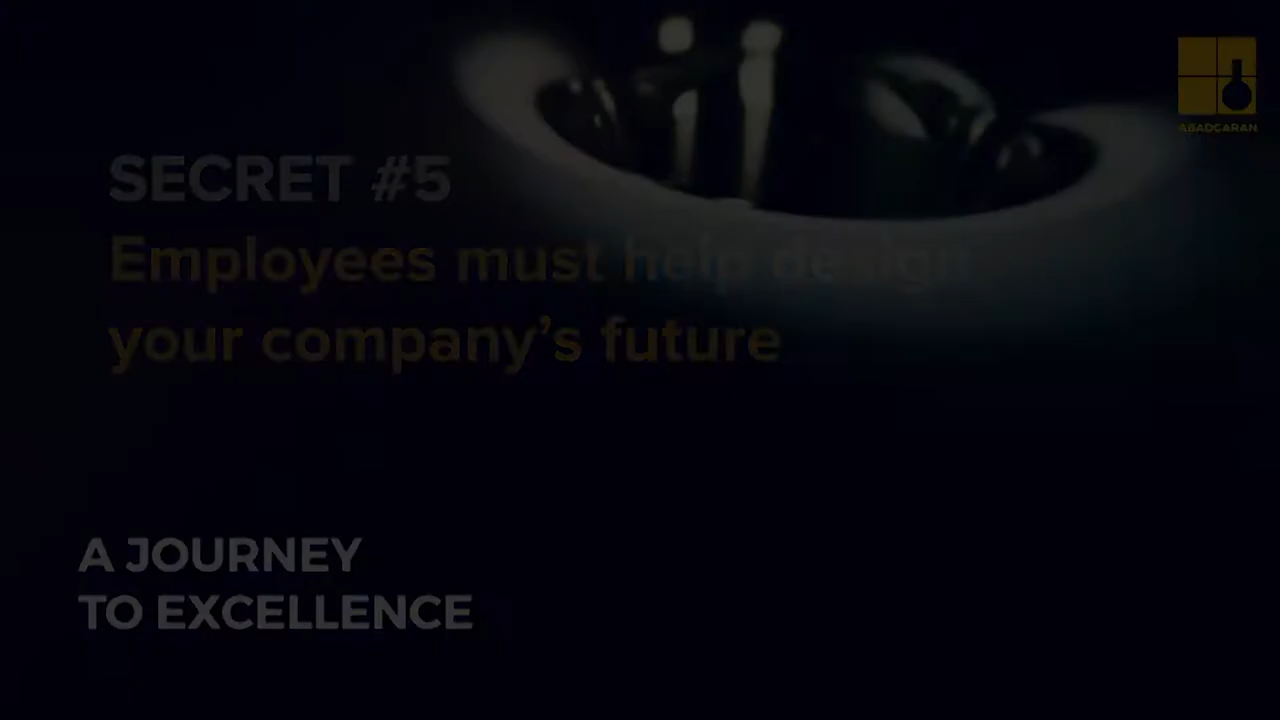 ABADGARAN
SECRET #5
Employees must help design
your company’s future
A JOURNEY
TO EXCELLENCE